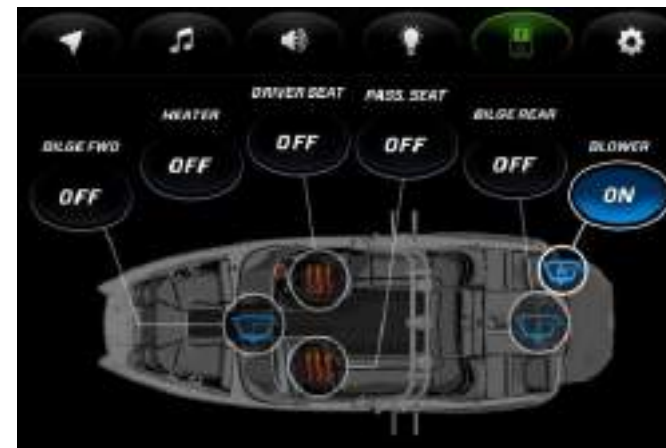 DRIVER SEAT
PASS. SEAT
HEATER
BILGE REAR
BILGE FWD
BLOWER
OFF
OFF
OFF
OFF
OFF
ON